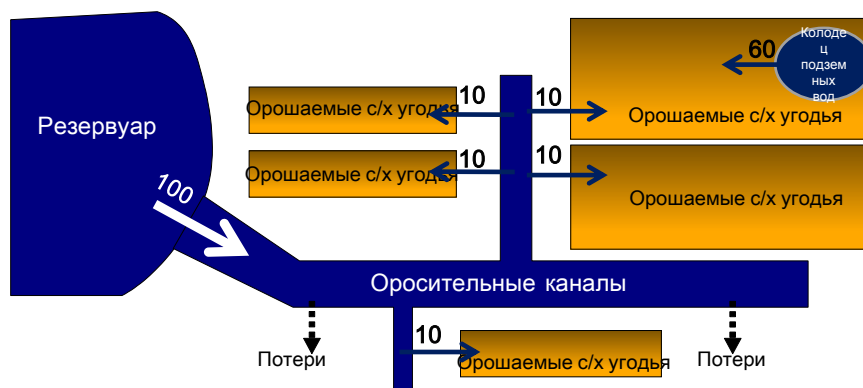 Колоде
ц
подзем
ных
вод
60
Орошаемые с/х угодья
10
10
Орошаемые с/х угодья
Резервуар
10
10
Орошаемые с/х угодья
Орошаемые с/х угодья
100
Оросительные каналы
10
Потери
Орошаемые с/х угодья
Потери